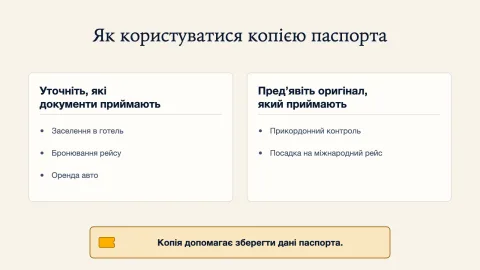 Як користуватися копією паспорта
Уточніть, які
документи приймають
• Заселення в готель
• Бронювання рейсу
• Оренда авто
Пред'явіть оригінал,
який приймають
• Прикордонний контроль
• Посадка на міжнародний рейс
Копія допомагає зберегти дані паспорта.